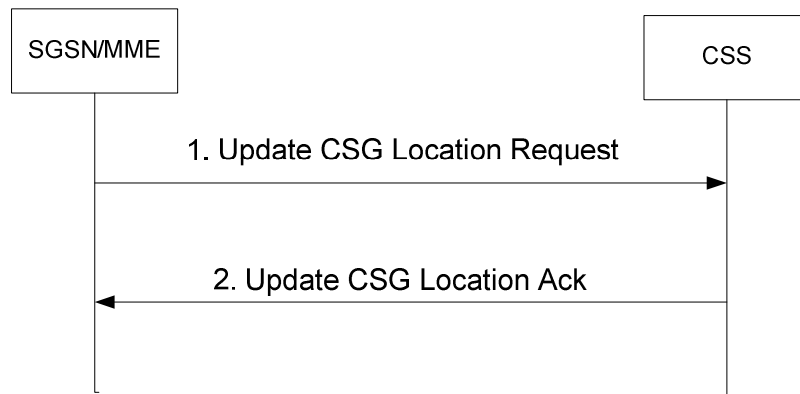 SGSN/MME
CSS
1. Update CSG Location Request
2. Update CSG Location Ack